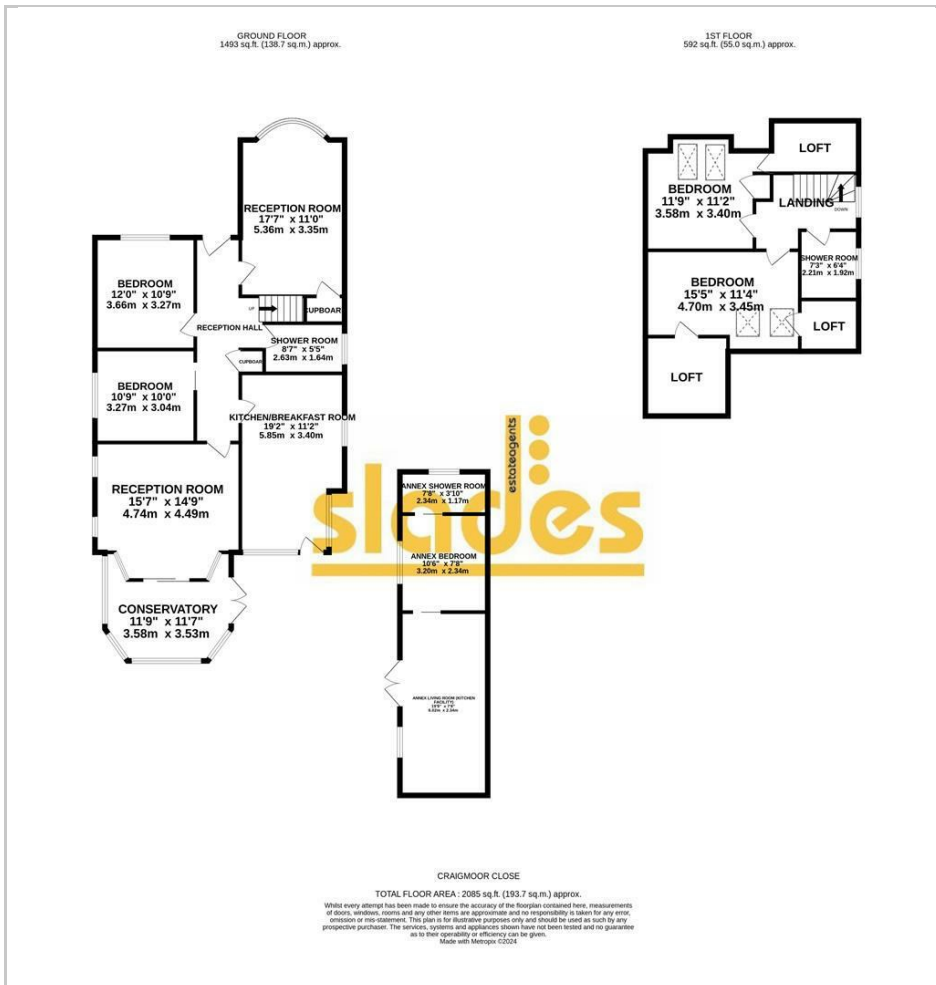 GROUND FLOOR
1493 sq.ft. (138.7 sq.m.) approx.
1ST FLOOR
592 sq.ft. (55.0 sq.m.) approx.
RECEPTION ROOM
17'7" x 11'0"
5.36m x 3.35m
BEDROOM
12'0" x 10'9"
3.66m x 3.27m
UP
CUPBOAR
RECEPTION HALL
SHOWER ROOM
8'7" x 5'5"
2.63m x 1.64m
CUPBOAR
BEDROOM
10'9" x 10'0"
3.27m x 3.04m
KITCHEN/BREAKFAST ROOM
19'2" x 11'2"
5.85m x 3.40m
RECEPTION ROOM
15'7" x 14'9"
4.74m x 4.49m
CONSERVATORY
11'9" x 11'7"
3.58m x 3.53m
LOFT
BEDROOM
11'9" x 11'2"
3.58m x 3.40m
LANDING
DOWN
SHOWER ROOM
7'3" x 6'4"
2.21m x 1.92m
BEDROOM
15'5" x 11'4"
4.70m x 3.45m
LOFT
LOFT
estateagents
slades
ANNEX SHOWER ROOM
7'8" x 3'10"
2.34m x 1.17m
ANNEX BEDROOM
10'6" x 7'8"
3.20m x 2.34m
ANNEX LIVING ROOM (KITCHEN
FACILITY)
CRAIGMOOR CLOSE
TOTAL FLOOR AREA : 2085 sq.ft. (193.7 sq.m.) approx.
Whilst every attempt has been made to ensure the accuracy of the floorplan contained here, measurements
of doors, windows, rooms and any other items are approximate and no responsibility is taken for any error,
omission or mis-statement. This plan is for illustrative purposes only and should be used as such by any
prospective purchaser. The services, systems and appliances shown have not been tested and no guarantee
as to their operability or efficiency can be given.
Made with Metropix ©2024